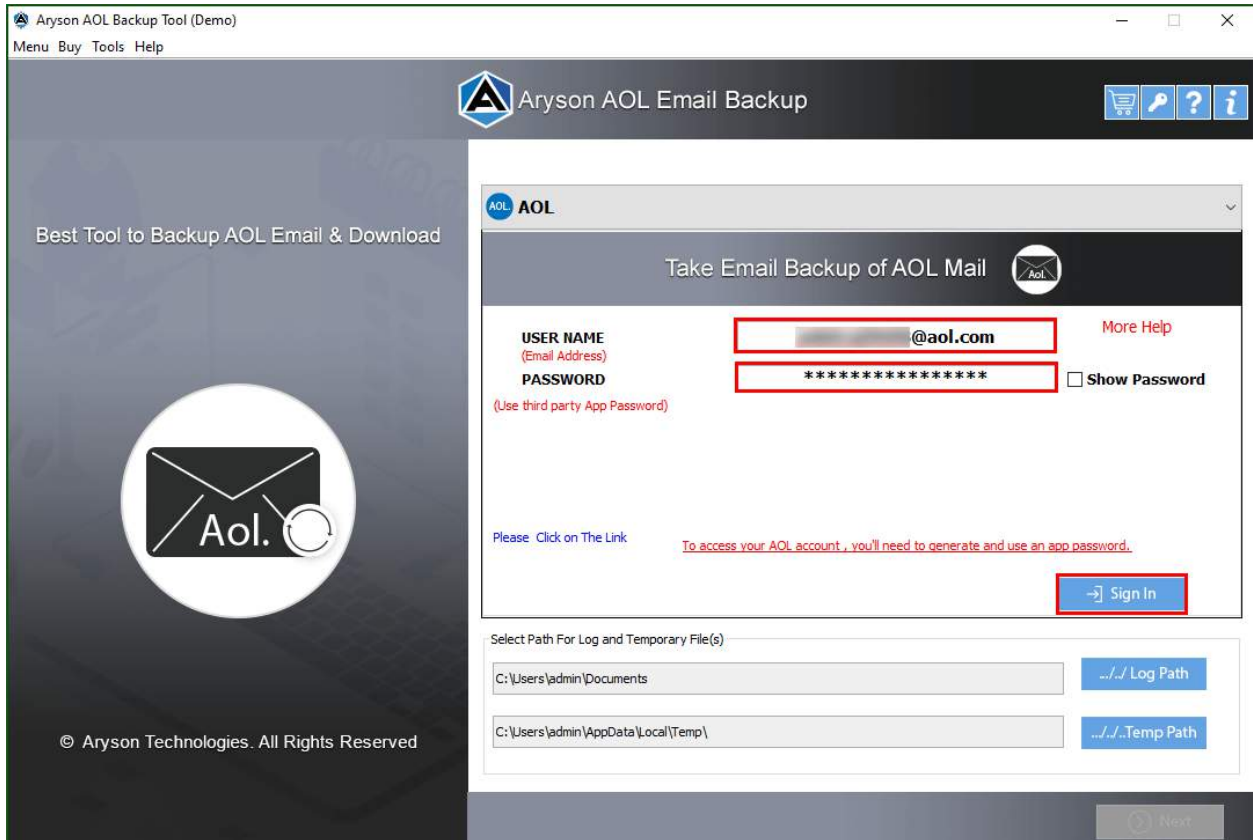 Aryson AOL Backup Tool (Demo)
Menu Buy Tools Help
Aryson AOL Email Backup
Best Tool to Backup AOL Email & Download
Aol.
© Aryson Technologies. All Rights Reserved
AOL. AOL
Take Email Backup of AOL Mail Aol.
USER NAME @aol.com More Help
(Email Address)
PASSWORD **************** Show Password
(Use third party App Password)
Please Click on The Link To access your AOL account , you'll need to generate and use an app password.
Sign In
Select Path For Log and Temporary File(s)
C:\Users\admin\Documents .../../ Log Path
C:\Users\admin\AppData\Local\Temp\ .../../..Temp Path
Next